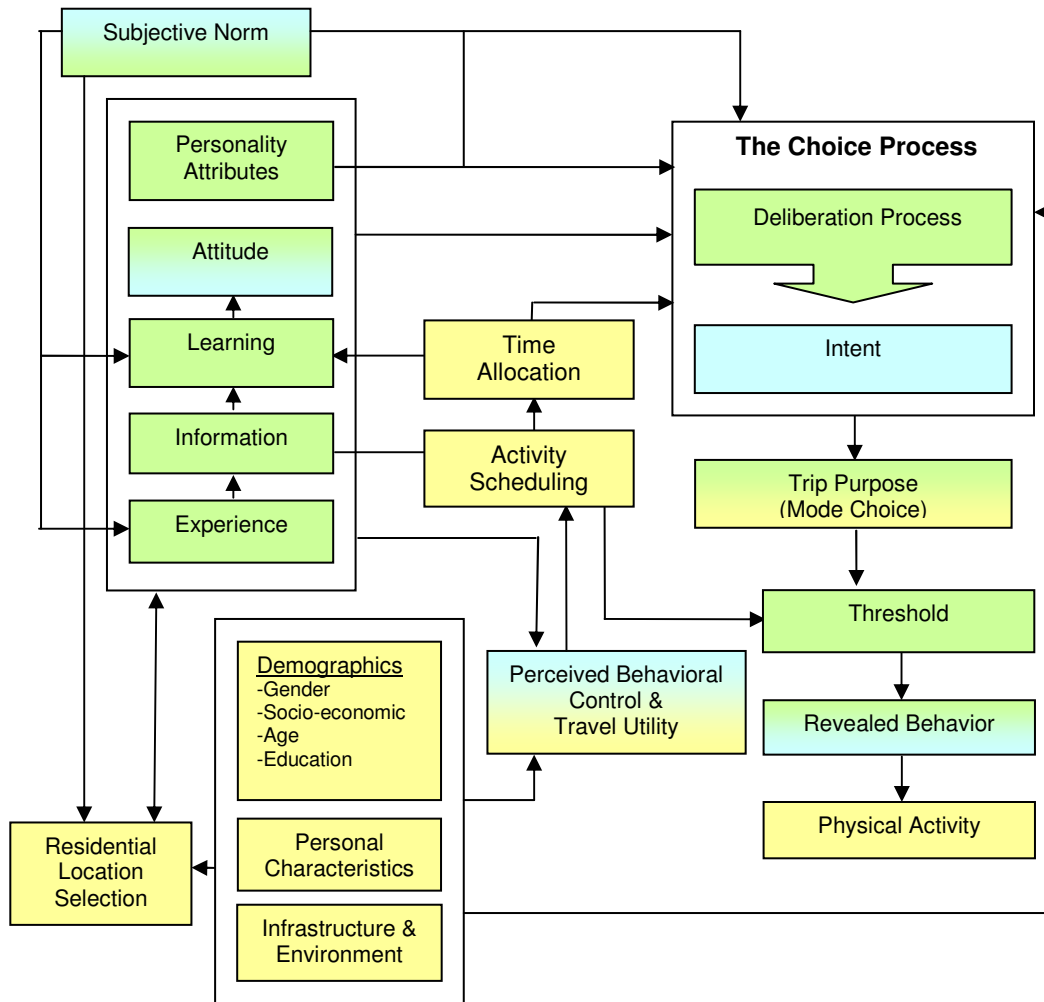 Subjective Norm
Personality
Attributes
Attitude
Learning
Information
Experience
The Choice Process
Deliberation Process
Intent
Time
Allocation
Activity
Scheduling
Trip Purpose
(Mode Choice)
Threshold
Revealed Behavior
Physical Activity
Perceived Behavioral
Control &
Travel Utility
Demographics
-Gender
-Socio-economic
-Age
-Education
Personal
Characteristics
Infrastructure &
Environment
Residential
Location
Selection